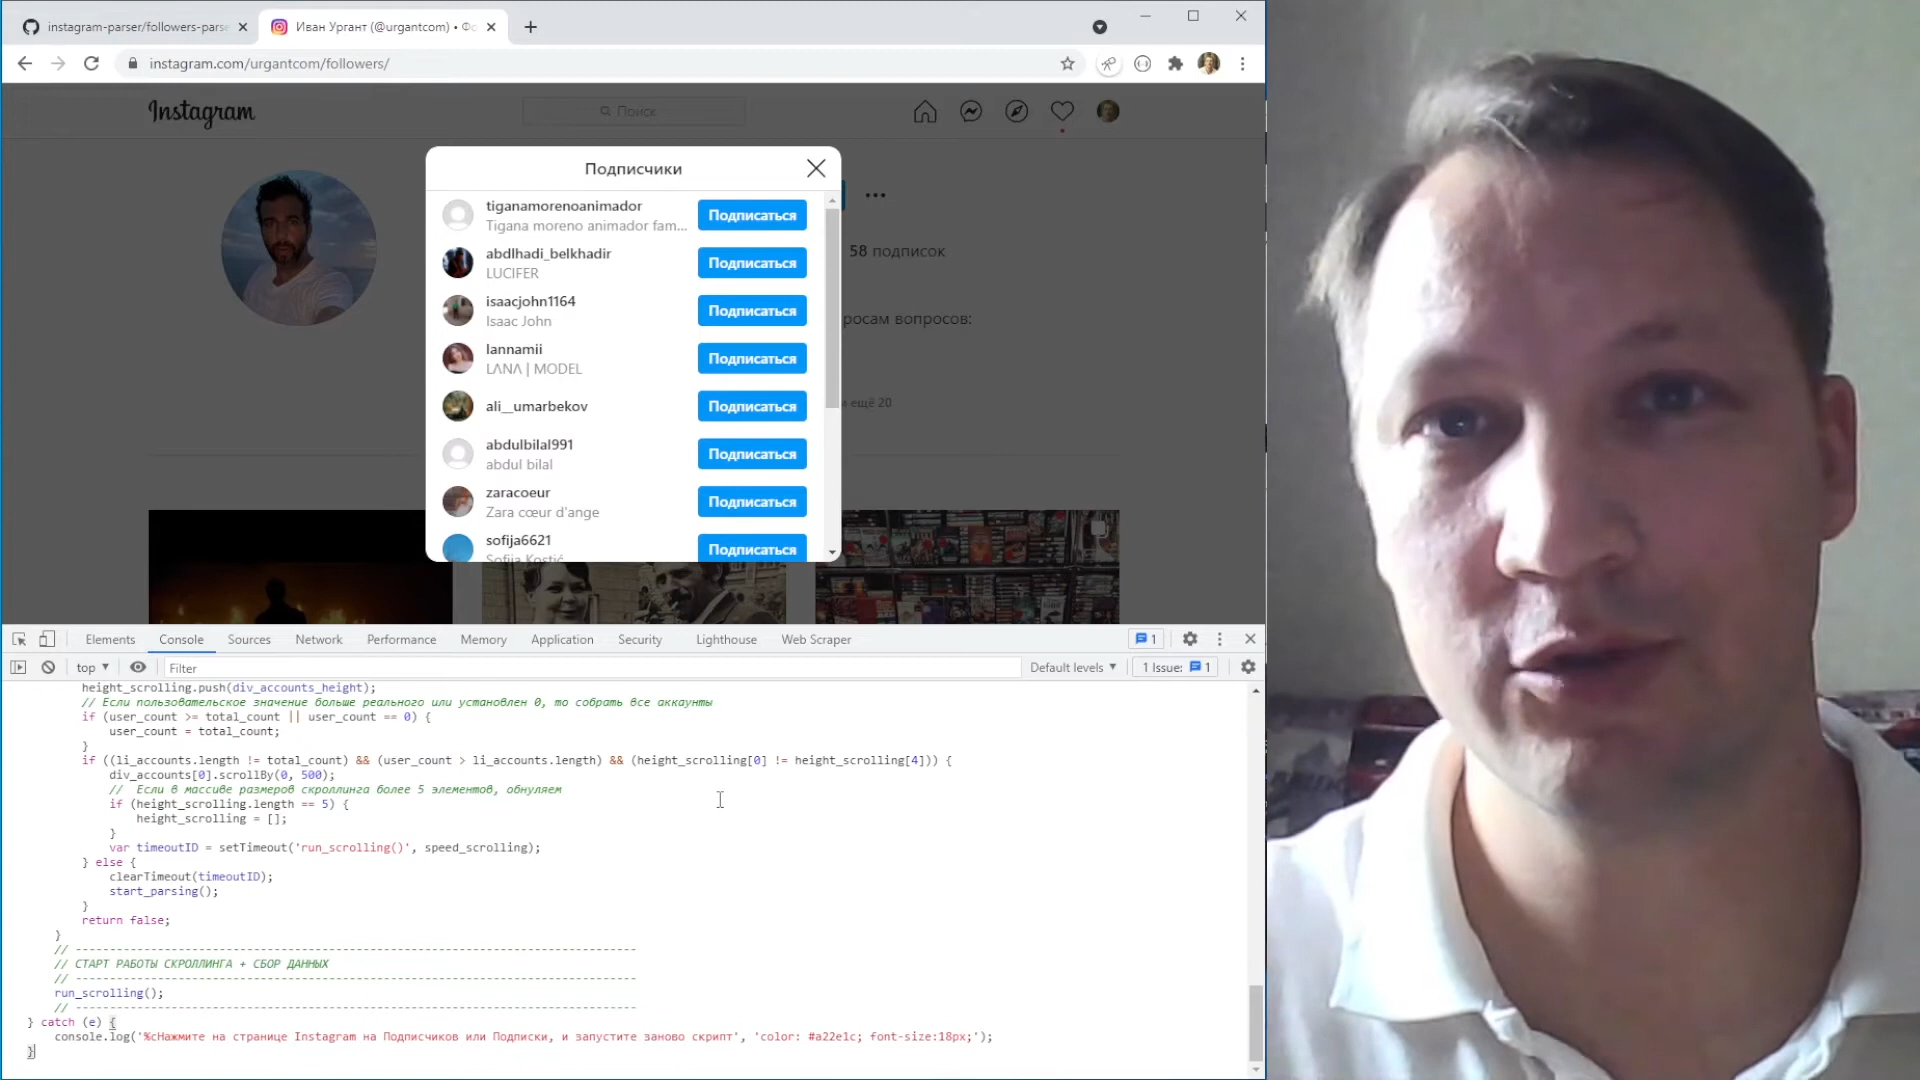 instagram-parser/followers-parse
Иван Ургант (@urgantcom) • Фо
instagram.com/urgantcom/followers/
Instagram
Поиск
Подписчики
58 подписок
росам вопросов:
ещё 20
tiganamorenoanimador
Tigana moreno animador fam...
Подписаться
abdlhadi_belkhadir
LUCIFER
Подписаться
isaacjohn1164
Isaac John
Подписаться
lannamii
LΛNΛ | MODEL
Подписаться
ali__umarbekov
Подписаться
abdulbilal991
abdul bilal
Подписаться
zaracoeur
Zara cœur d'ange
Подписаться
sofija6621
Sofija Kostić
Подписаться
Elements Console Sources Network Performance Memory Application Security Lighthouse Web Scraper 1
top Filter Default levels 1 Issue: 1
height_scrolling.push(div_accounts_height);
// Если пользовательское значение больше реального или установлен 0, то собрать все аккаунты
if (user_count >= total_count || user_count == 0) {
user_count = total_count;
}
if ((li_accounts.length != total_count) && (user_count > li_accounts.length) && (height_scrolling[0] != height_scrolling[4])) {
div_accounts[0].scrollBy(0, 500);
// Если в массиве размеров скроллинга более 5 элементов, обнуляем
if (height_scrolling.length == 5) {
height_scrolling = [];
}
var timeoutID = setTimeout('run_scrolling()', speed_scrolling);
} else {
clearTimeout(timeoutID);
start_parsing();
}
return false;
}
// -----------------------------------------------------------------
// СТАРТ РАБОТЫ СКРОЛЛИНГА + СБОР ДАННЫХ
// -----------------------------------------------------------------
run_scrolling();
// -----------------------------------------------------------------
} catch (e) {
console.log('%cНажмите на странице Instagram на Подписчиков или Подписки, и запустите заново скрипт', 'color: #a22e1c; font-size:18px;');
}